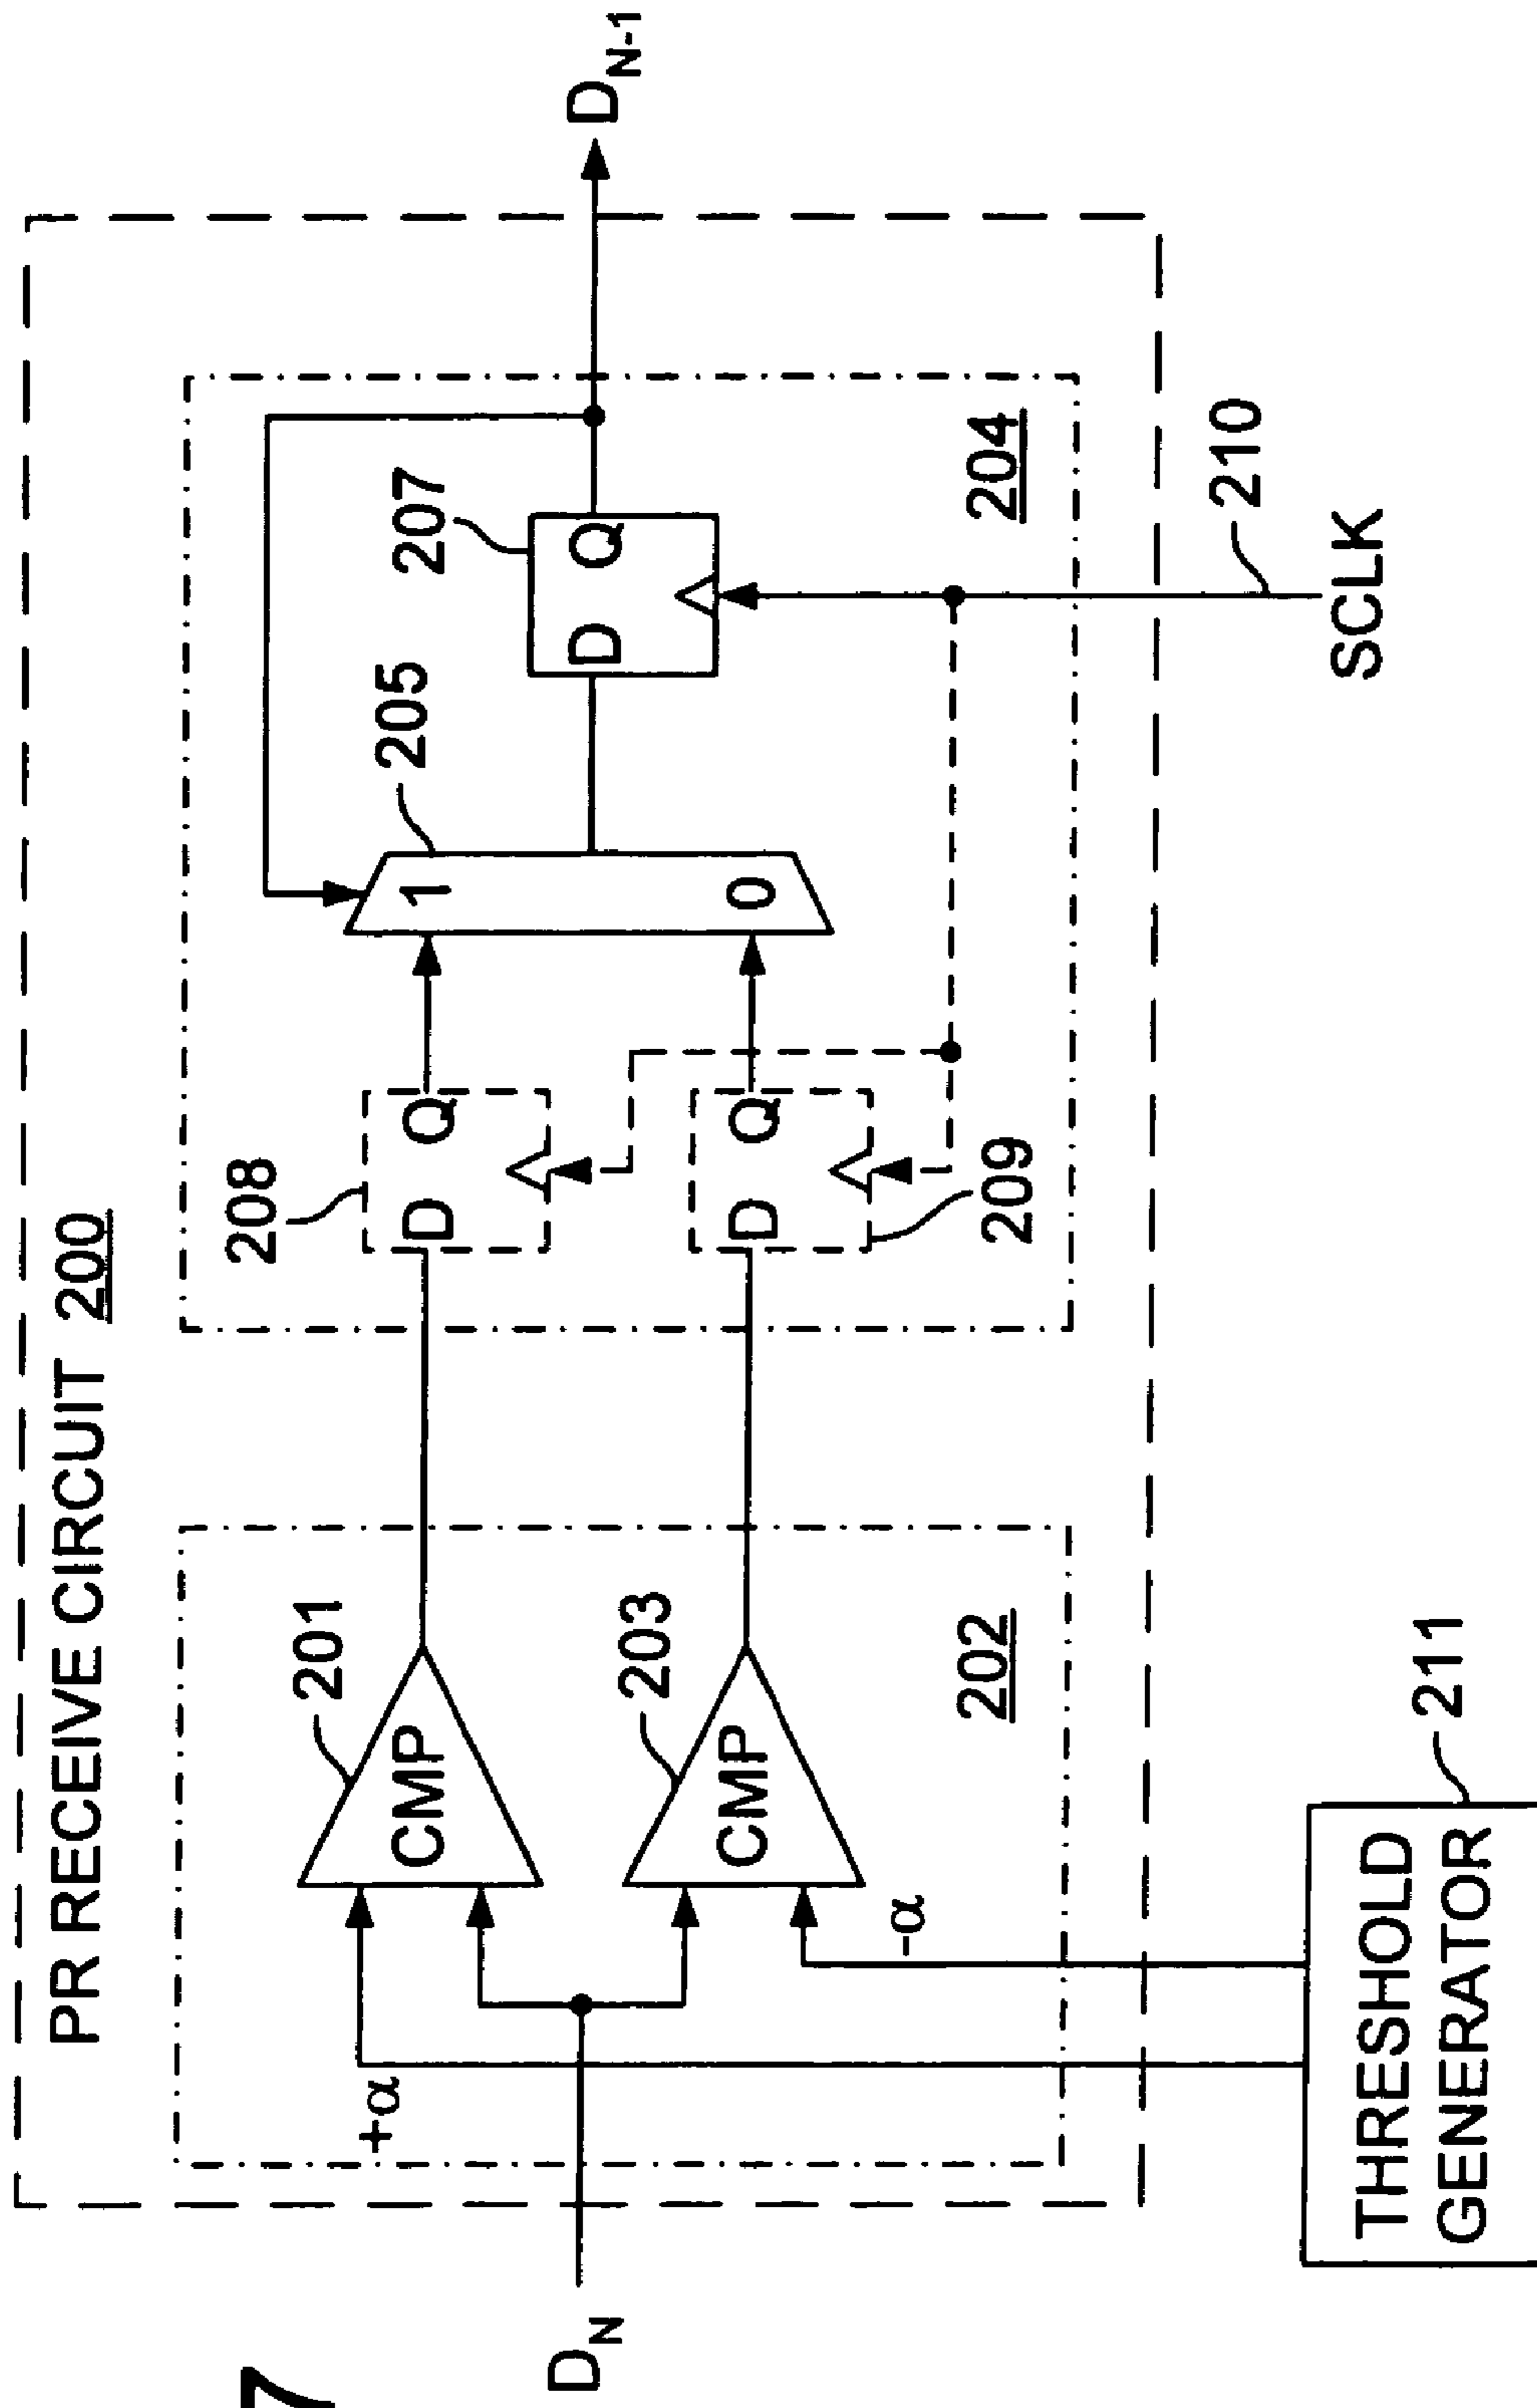 7
PR RECEIVE CIRCUIT 200
D_N
+α
-α
201
CMP
203
CMP
202
208
D Q
209
D Q
205
1
0
207
D Q
204
D_{N-1}
210
SCLK
211
THRESHOLD
GENERATOR